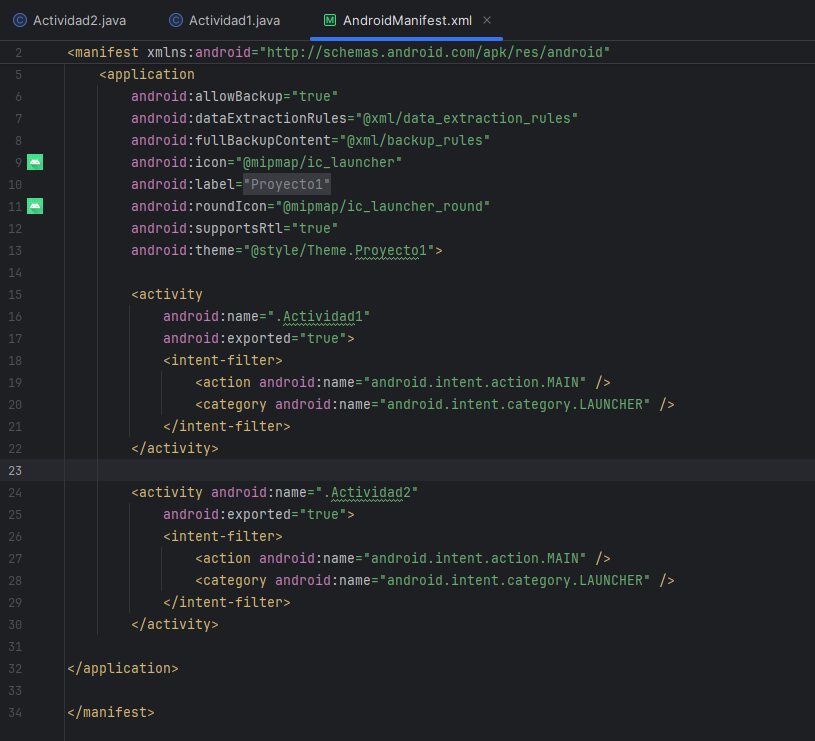 Actividad2.java Actividad1.java AndroidManifest.xml
2 <manifest xmlns:android="http://schemas.android.com/apk/res/android"
5 <application
6 android:allowBackup="true"
7 android:dataExtractionRules="@xml/data_extraction_rules"
8 android:fullBackupContent="@xml/backup_rules"
9 android:icon="@mipmap/ic_launcher"
10 android:label="Proyecto1"
11 android:roundIcon="@mipmap/ic_launcher_round"
12 android:supportsRtl="true"
13 android:theme="@style/Theme.Proyecto1">
14
15 <activity
16 android:name=".Actividad1"
17 android:exported="true">
18 <intent-filter>
19 <action android:name="android.intent.action.MAIN" />
20 <category android:name="android.intent.category.LAUNCHER" />
21 </intent-filter>
22 </activity>
23
24 <activity android:name=".Actividad2"
25 android:exported="true">
26 <intent-filter>
27 <action android:name="android.intent.action.MAIN" />
28 <category android:name="android.intent.category.LAUNCHER" />
29 </intent-filter>
30 </activity>
31
32 </application>
33
34 </manifest>